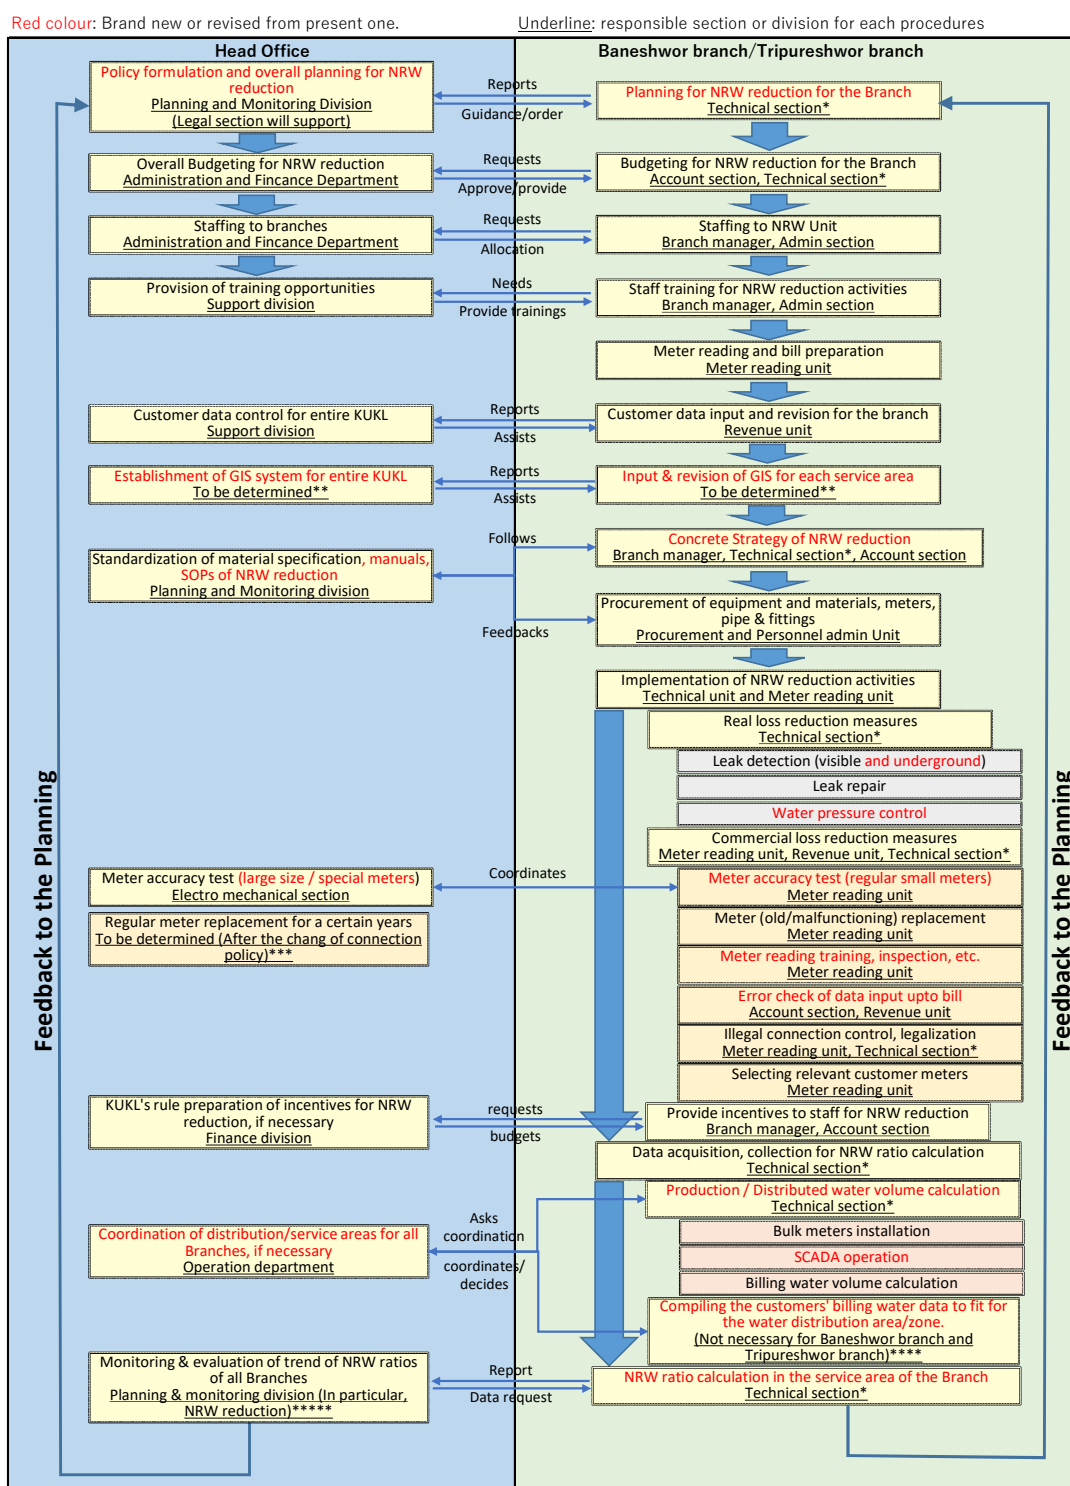 Red colour: Brand new or revised from present one.
Underline: responsible section or division for each procedures
Head Office
Baneshwor branch/Tripureshwor branch
Policy formulation and overall planning for NRW
reduction
Planning and Monitoring Division
(Legal section will support)
Reports
Guidance/order
Planning for NRW reduction for the Branch
Technical section*
Overall Budgeting for NRW reduction
Administration and Fincance Department
Requests
Approve/provide
Budgeting for NRW reduction for the Branch
Account section, Technical section*
Staffing to branches
Administration and Fincance Department
Requests
Allocation
Staffing to NRW Unit
Branch manager, Admin section
Provision of training opportunities
Support division
Needs
Provide trainings
Staff training for NRW reduction activities
Branch manager, Admin section
Meter reading and bill preparation
Meter reading unit
Customer data control for entire KUKL
Support division
Reports
Assists
Customer data input and revision for the branch
Revenue unit
Establishment of GIS system for entire KUKL
To be determined**
Reports
Assists
Input & revision of GIS for each service area
To be determined**
Follows
Concrete Strategy of NRW reduction
Branch manager, Technical section*, Account section
Standardization of material specification, manuals,
SOPs of NRW reduction
Planning and Monitoring division
Feedbacks
Procurement of equipment and materials, meters,
pipe & fittings
Procurement and Personnel admin Unit
Implementation of NRW reduction activities
Technical unit and Meter reading unit
Real loss reduction measures
Technical section*
Leak detection (visible and underground)
Leak repair
Water pressure control
Commercial loss reduction measures
Meter reading unit, Revenue unit, Technical section*
Meter accuracy test (large size / special meters)
Electro mechanical section
Coordinates
Meter accuracy test (regular small meters)
Meter reading unit
Regular meter replacement for a certain years
To be determined (After the chang of connection
policy)***
Meter (old/malfunctioning) replacement
Meter reading unit
Meter reading training, inspection, etc.
Meter reading unit
Error check of data input upto bill
Account section, Revenue unit
Illegal connection control, legalization
Meter reading unit, Technical section*
Selecting relevant customer meters
Meter reading unit
KUKL's rule preparation of incentives for NRW
reduction, if necessary
Finance division
requests
budgets
Provide incentives to staff for NRW reduction
Branch manager, Account section
Data acquisition, collection for NRW ratio calculation
Technical section*
Production / Distributed water volume calculation
Technical section*
Asks
coordination
coordinates/
decides
Coordination of distribution/service areas for all
Branches, if necessary
Operation department
Bulk meters installation
SCADA operation
Billing water volume calculation
Compiling the customers' billing water data to fit for
the water distribution area/zone.
(Not necessary for Baneshwor branch and
Tripureshwor branch)****
Monitoring & evaluation of trend of NRW ratios
of all Branches
Planning & monitoring division (In particular,
NRW reduction)*****
Report
Data request
NRW ratio calculation in the service area of the Branch
Technical section*
Feedback to the Planning
Feedback to the Planning